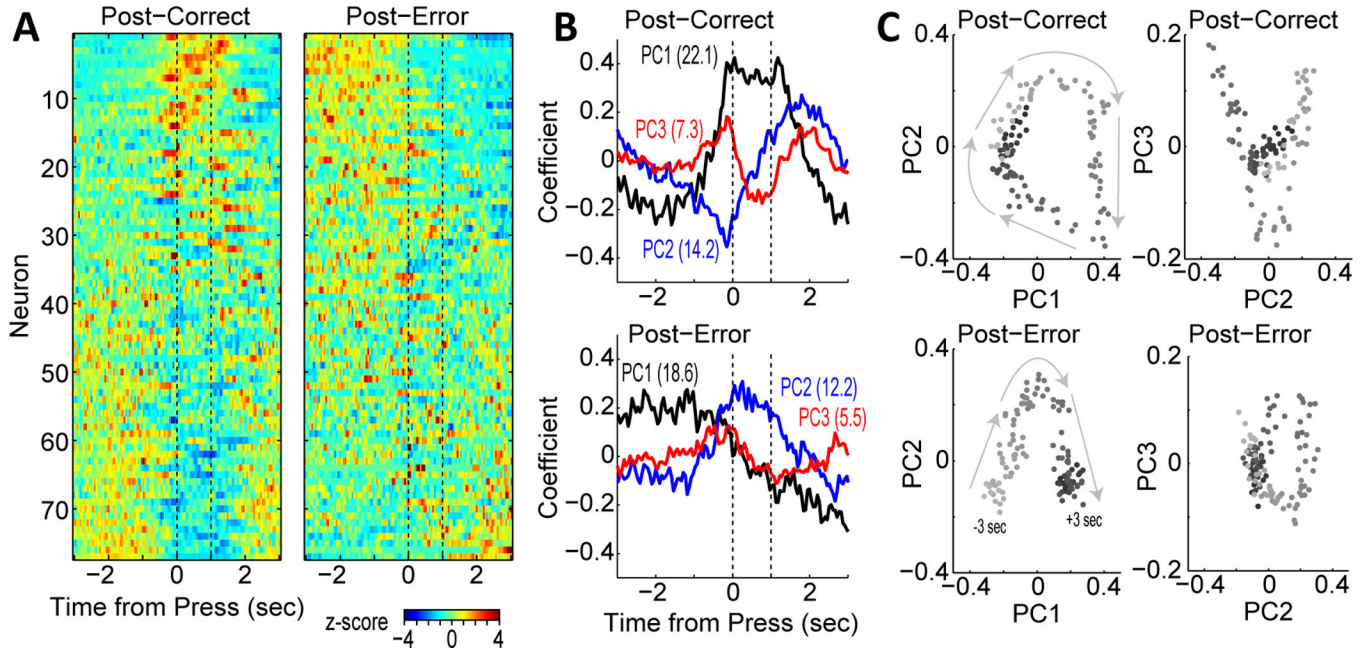 A
Post−Correct
Post−Error
Neuron
10
20
30
40
50
60
70
−2 0 2
−2 0 2
Time from Press (sec)
z-score
−4 0 4
B
Post−Correct
PC1 (22.1)
PC3 (7.3)
PC2 (14.2)
Coefficient
0.4
0.2
0
−0.2
−0.4
−2 0 2
Post−Error
PC1 (18.6)
PC2 (12.2)
PC3 (5.5)
Coefficient
0.4
0.2
0
−0.2
−0.4
−2 0 2
Time from Press (sec)
C
Post−Correct
PC2
0.4
0
−0.4
−0.4 0 0.4
PC1
Post−Correct
PC3
0.2
0
−0.2
−0.4 0 0.4
PC2
Post−Error
PC2
0.4
0
−0.4
-3 sec
+3 sec
−0.4 0 0.4
PC1
Post−Error
PC3
0.2
0
−0.2
−0.4 0 0.4
PC2